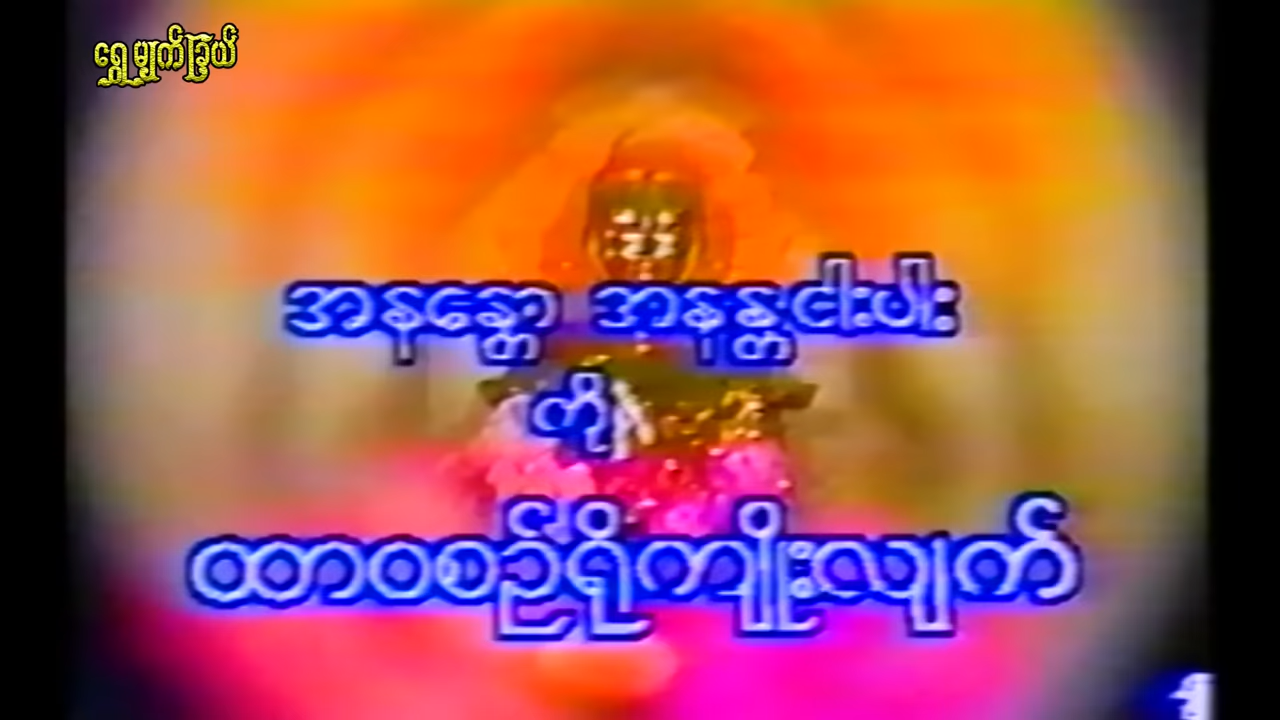 ရွှေမျက်ခြယ်
အနန္တော အနန္တငါးပါး
ကို
ထာဝစဉ်ရိုကျိုးလျက်